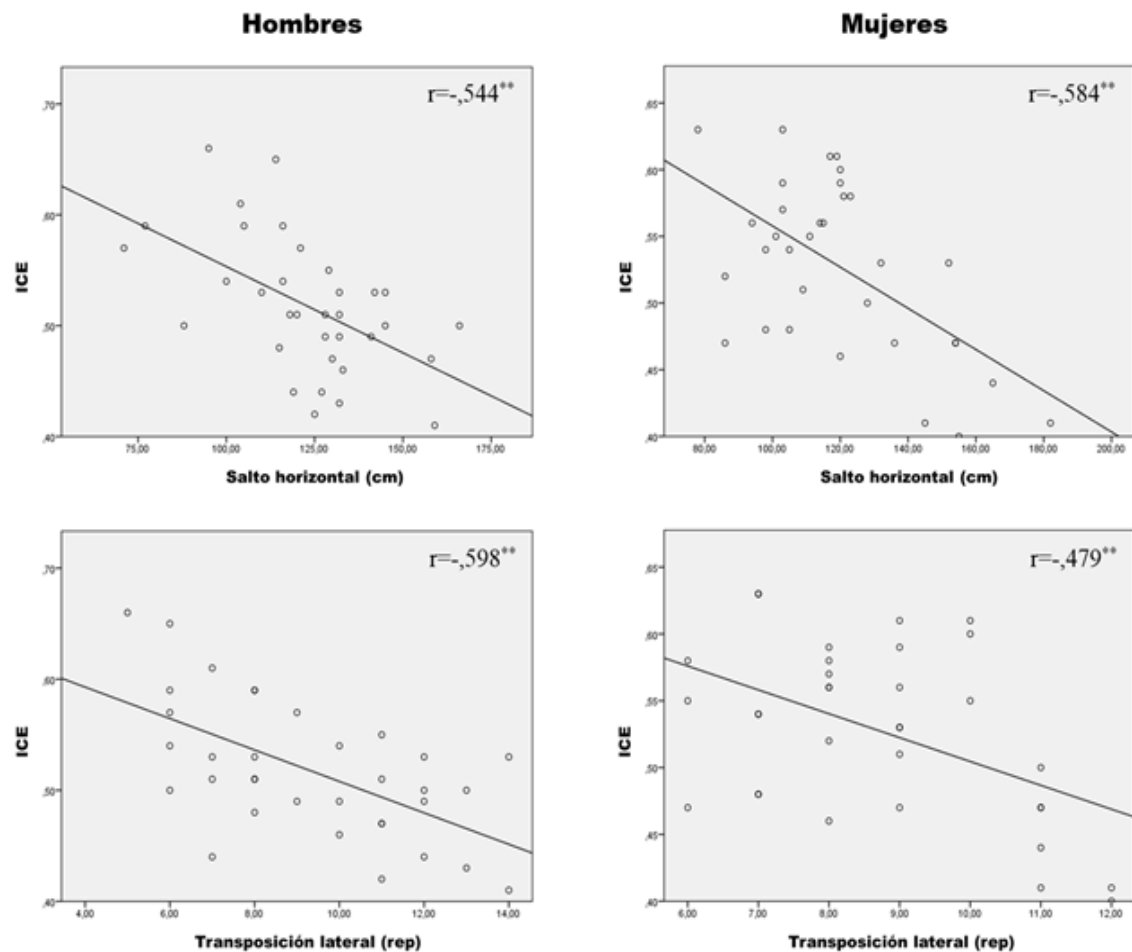 Hombres
Mujeres
r=-,544**
,70
,60
ICE
,50
,40
75,00 100,00 125,00 150,00 175,00
Salto horizontal (cm)
r=-,584**
,65
,60
,55
ICE
,50
,45
,40
80,00 100,00 120,00 140,00 160,00 180,00 200,00
Salto horizontal (cm)
r=-,598**
,70
,60
ICE
,50
,40
4,00 6,00 8,00 10,00 12,00 14,00
Transposición lateral (rep)
r=-,479**
,65
,60
,55
ICE
,50
,45
,40
6,00 7,00 8,00 9,00 10,00 11,00 12,00
Transposición lateral (rep)